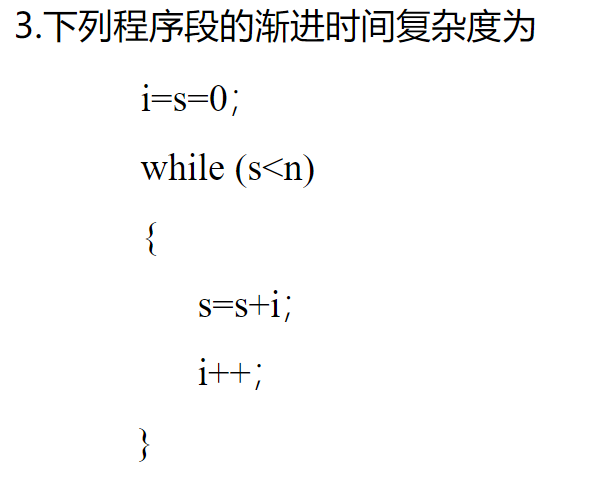 3.下列程序段的渐进时间复杂度为
i=s=0;
while (s<n)
{
s=s+i;
i++;
}